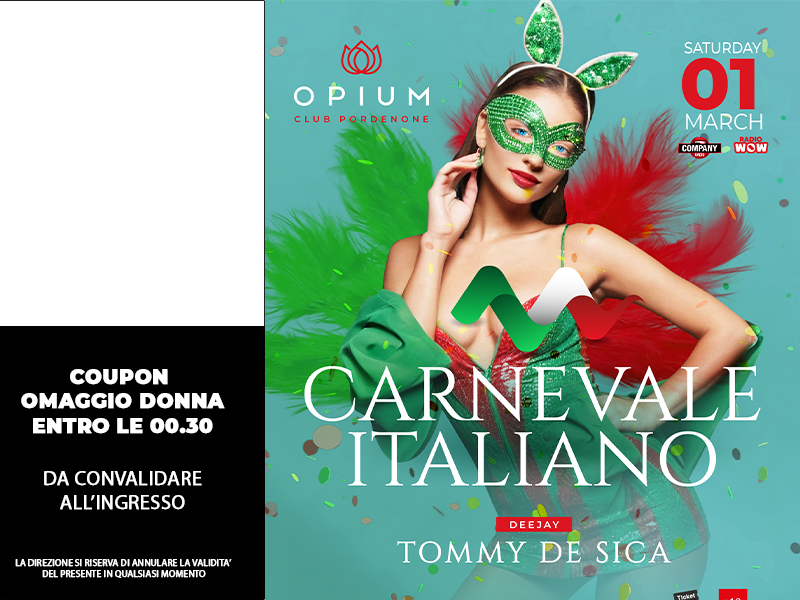 COUPON
OMAGGIO DONNA
ENTRO LE 00.30
DA CONVALIDARE
ALL'INGRESSO
LA DIREZIONE SI RISERVA DI ANNULARE LA VALIDITA'
DEL PRESENTE IN QUALSIASI MOMENTO
OPIUM
CLUB PORDENONE
SATURDAY
01
MARCH
COMPANY
RADIO
WOW
CARNEVALE
ITALIANO
DEEJAY
TOMMY DE SICA
Ticket